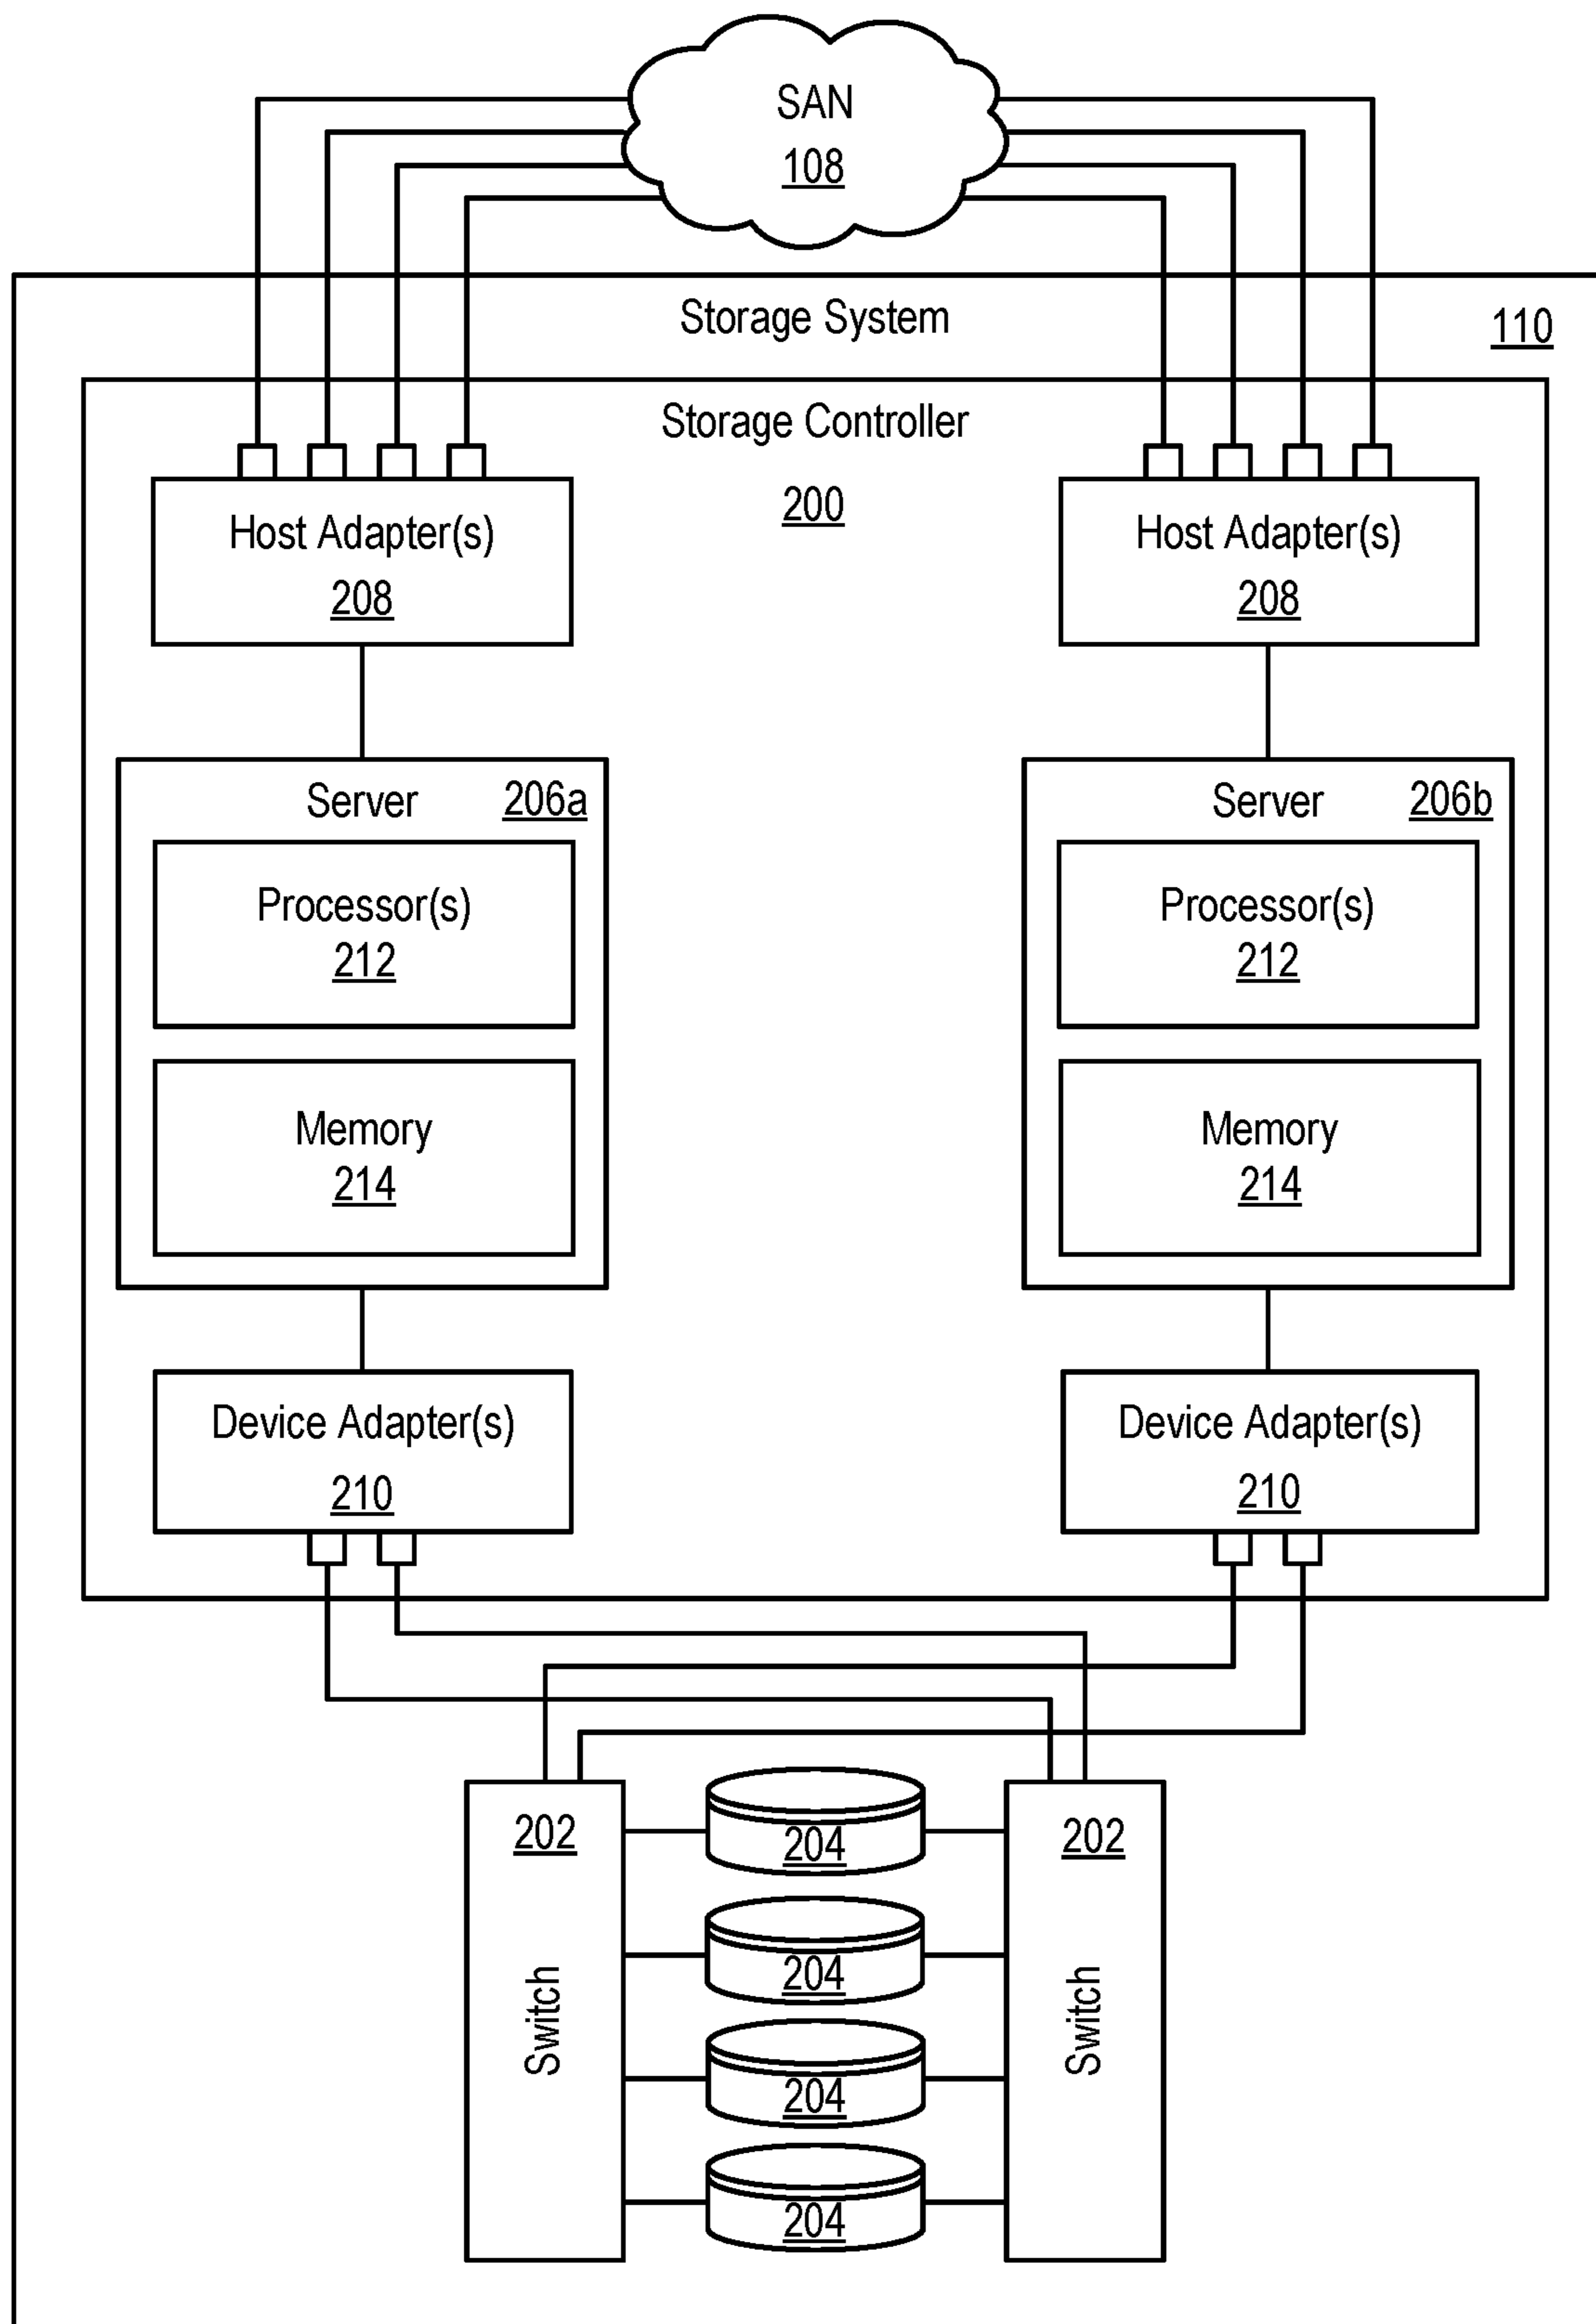 SAN
108
Storage System
110
Storage Controller
200
Host Adapter(s)
208
Host Adapter(s)
208
Server
206a
Processor(s)
212
Memory
214
Server
206b
Processor(s)
212
Memory
214
Device Adapter(s)
210
Device Adapter(s)
210
202
Switch
204
204
204
204
202
Switch